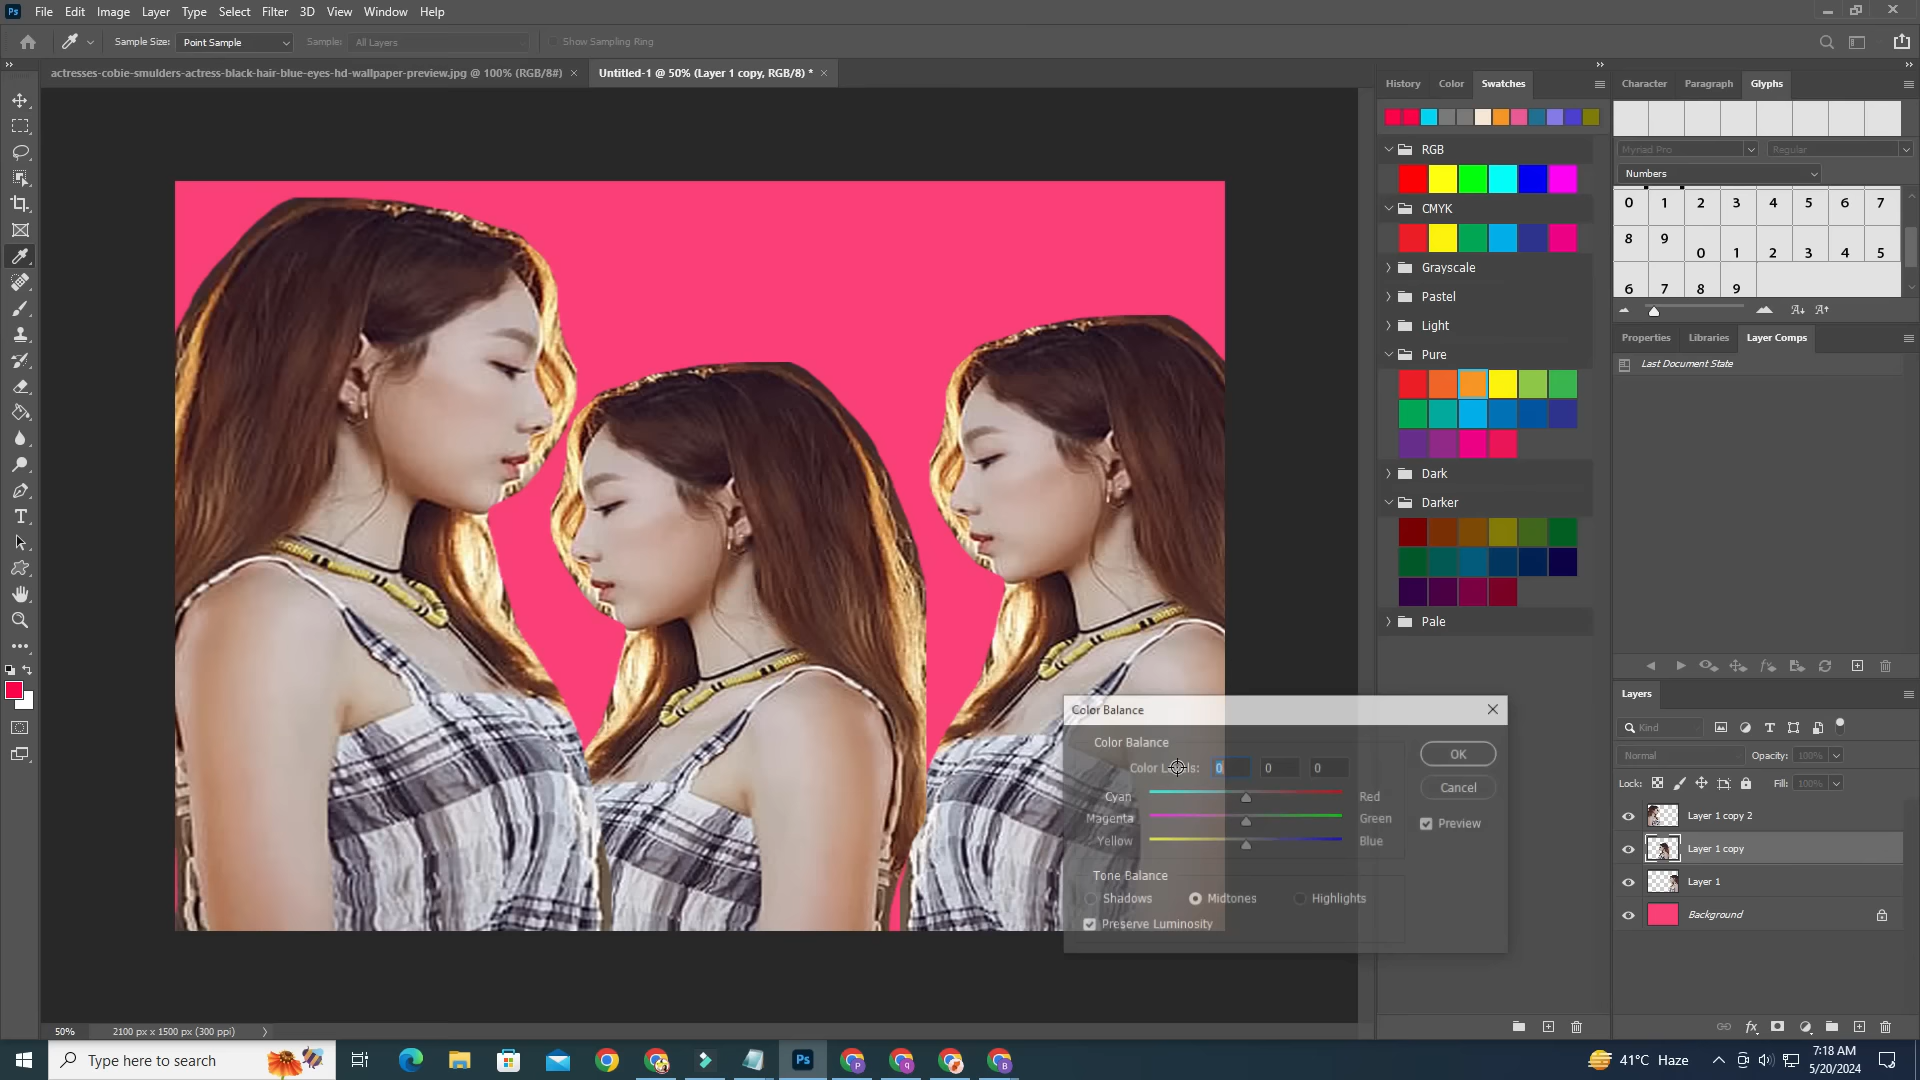 Ps File Edit Image Layer Type Select Filter 3D View Window Help
Sample Size: Point Sample Sample: All Layers Show Sampling Ring
actresses-cobie-smulders-actress-black-hair-blue-eyes-hd-wallpaper-preview.jpg @ 100% (RGB/8#) Untitled-1 @ 50% (Layer 1 copy, RGB/8) *
History Color Swatches
RGB
CMYK
Grayscale
Pastel
Light
Pure
Dark
Darker
Pale
Character Paragraph Glyphs
Myriad Pro Regular
Numbers
0 1 2 3 4 5 6 7
8 9 0 1 2 3 4 5
6 7 8 9
Properties Libraries Layer Comps
Last Document State
Layers
Kind
Normal Opacity: 100%
Lock: Fill: 100%
Layer 1 copy 2
Layer 1 copy
Layer 1
Background
Color Balance
Color Balance
Color Levels: 0 0 0
Cyan Red
Magenta Green
Yellow Blue
Tone Balance
Shadows Midtones Highlights
Preserve Luminosity
OK
Cancel
Preview
50% 2100 px x 1500 px (300 ppi)
Type here to search
Ps
41°C Haze
7:18 AM
5/20/2024